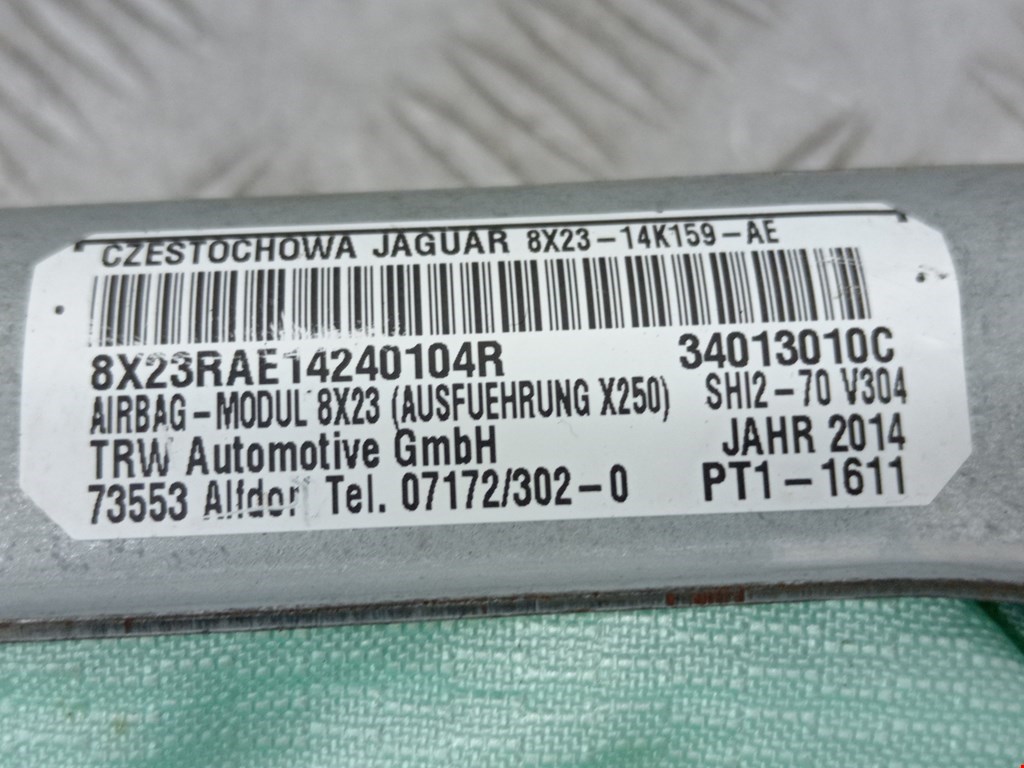 CZESTOCHOWA JAGUAR 8X23-14K159-AE
8X23RAE14240104R 34013010C
AIRBAG-MODUL 8X23 (AUSFUEHRUNG X250) SHI2-70 V304
TRW Automotive GmbH JAHR 2014
73553 Alfdorf Tel. 07172/302-0 PT1-1611